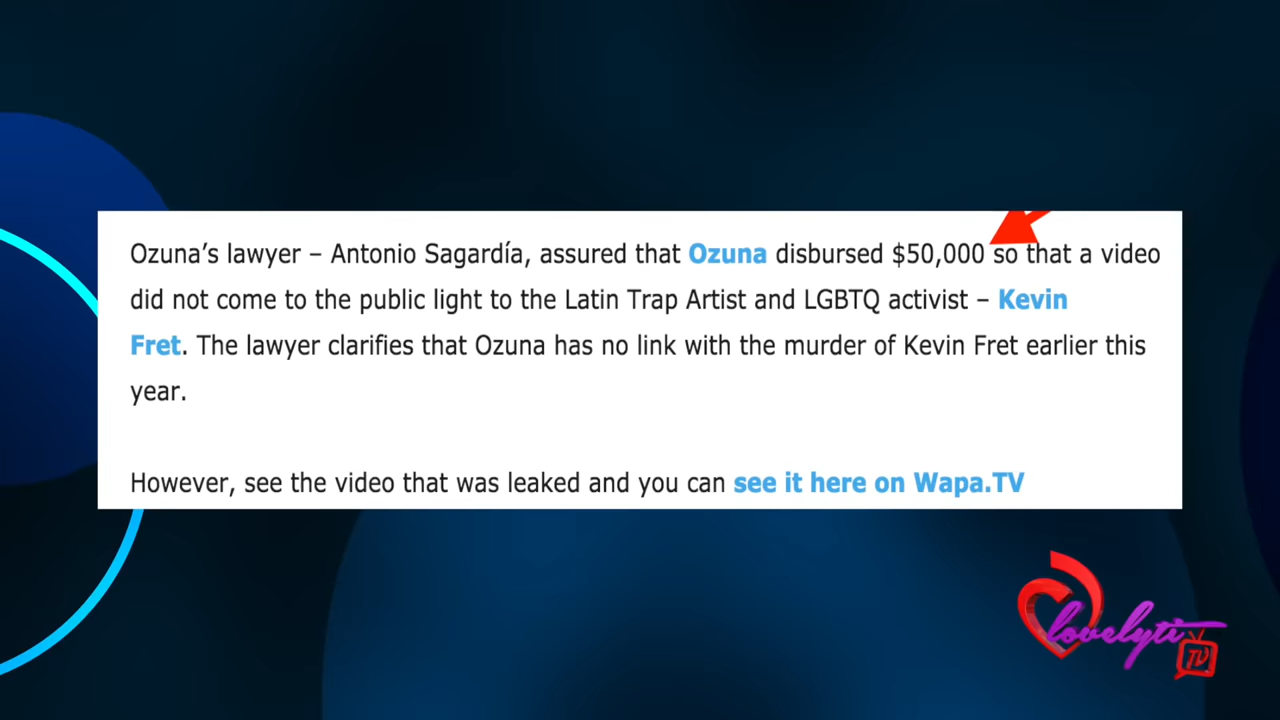 Ozuna’s lawyer – Antonio Sagardía, assured that Ozuna disbursed $50,000 so that a video
did not come to the public light to the Latin Trap Artist and LGBTQ activist – Kevin
Fret. The lawyer clarifies that Ozuna has no link with the murder of Kevin Fret earlier this
year.
However, see the video that was leaked and you can see it here on Wapa.TV
lovelyti
TV